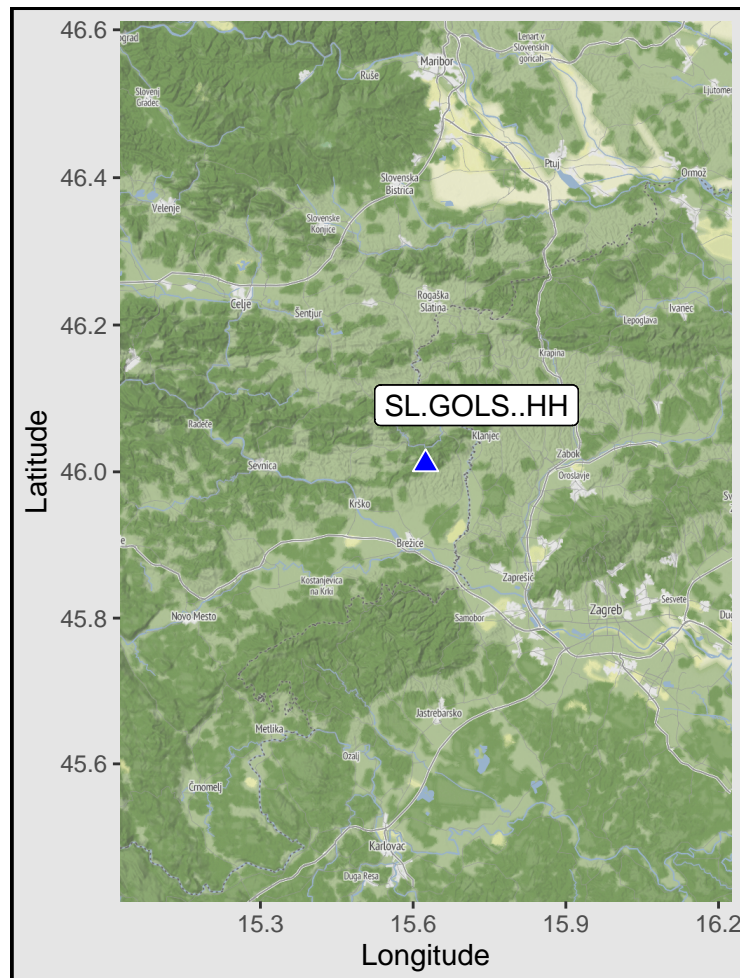 46.6
46.4
46.2
46.0
45.8
45.6
Latitude
ograd
Lenart v
Slovenskih
goricah
Maribor
Ruše
Slovenj
Gradec
Ljutomer
Ptuj
Ormož
Slovenska
Bistrica
Velenje
Slovenske
Konjice
Celje
Rogaška
Slatina
Šentjur
Ivanec
Lepoglava
Krapina
SL.GOLS..HH
Radeče
Klanjec
Zabok
Sevnica
Oroslavje
Krško
Brežice
Kostanjevica
na Krki
Zaprešić
Novo Mesto
Samobor
Zagreb
Sesvete
Jastrebarsko
Metlika
Ozalj
Črnomelj
Karlovac
Duga Resa
15.3
15.6
15.9
16.2
Longitude